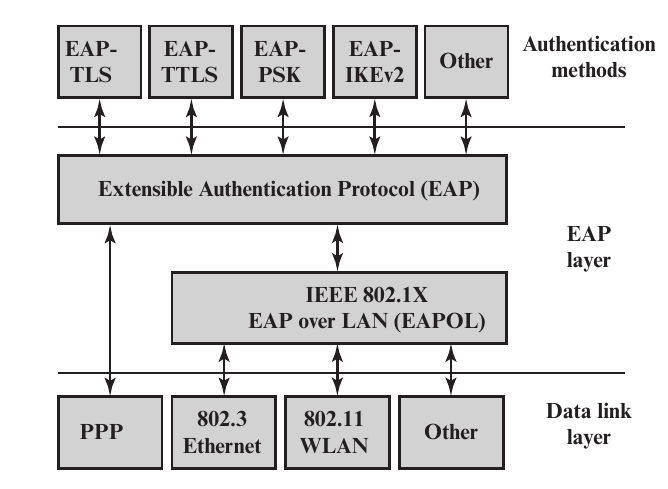 EAP-
TLS
EAP-
TTLS
EAP-
PSK
EAP-
IKEv2
Other
Authentication
methods
Extensible Authentication Protocol (EAP)
EAP
layer
IEEE 802.1X
EAP over LAN (EAPOL)
PPP
802.3
Ethernet
802.11
WLAN
Other
Data link
layer